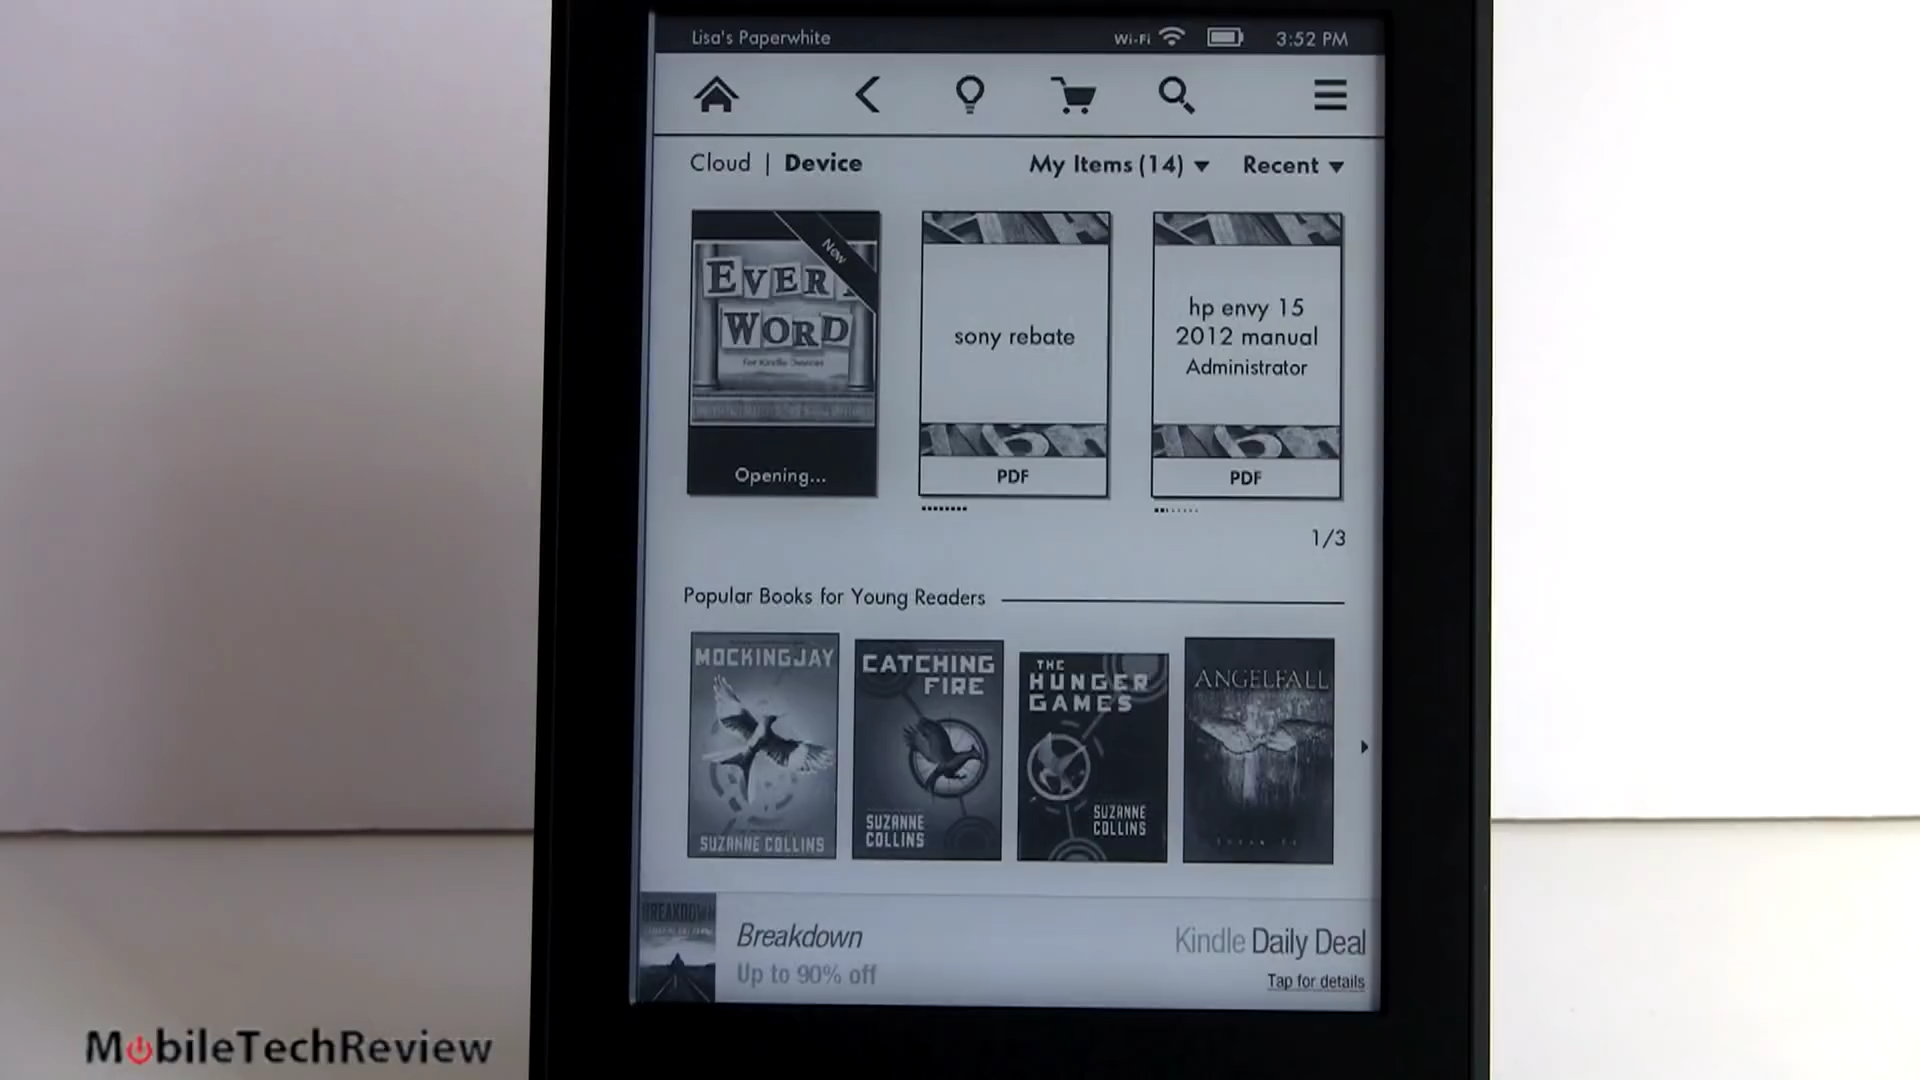 Lisa's Paperwhite
Wi-Fi
3:52 PM
Cloud | Device
My Items (14)
Recent
New
EVERY
WORD
for Kindle Devices
Opening...
sony rebate
PDF
hp envy 15
2012 manual
Administrator
PDF
1/3
Popular Books for Young Readers
MOCKINGJAY
SUZANNE COLLINS
CATCHING
FIRE
SUZANNE
COLLINS
THE
HUNGER
GAMES
SUZANNE
COLLINS
ANGELFALL
BREAKDOWN
Breakdown
Up to 90% off
Kindle Daily Deal
Tap for details
MobileTechReview